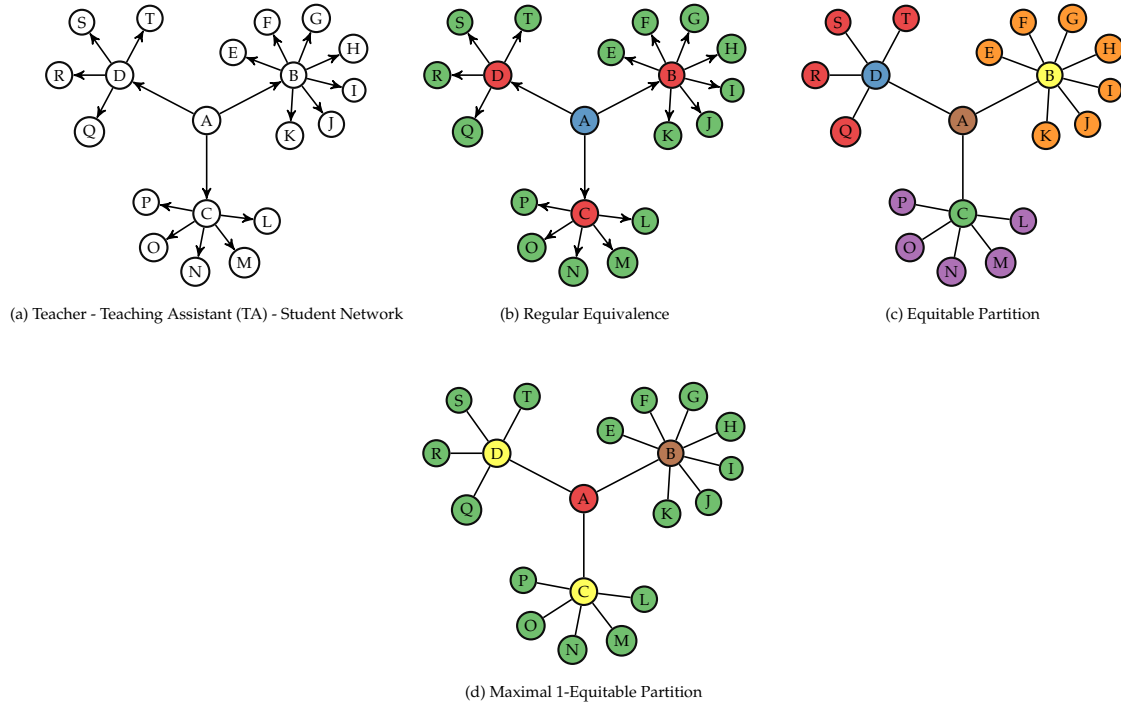 S T F G
R D E B H I
A
Q K J
P C L
O N M
(a) Teacher - Teaching Assistant (TA) - Student Network
S T F G
R D E B H I
A
Q K J
P C L
O N M
(b) Regular Equivalence
S T F G
R D E B H I
A
Q K J
P C L
O N M
(c) Equitable Partition
S T F G
R D E B H I
A
Q K J
P C L
O N M
(d) Maximal 1-Equitable Partition